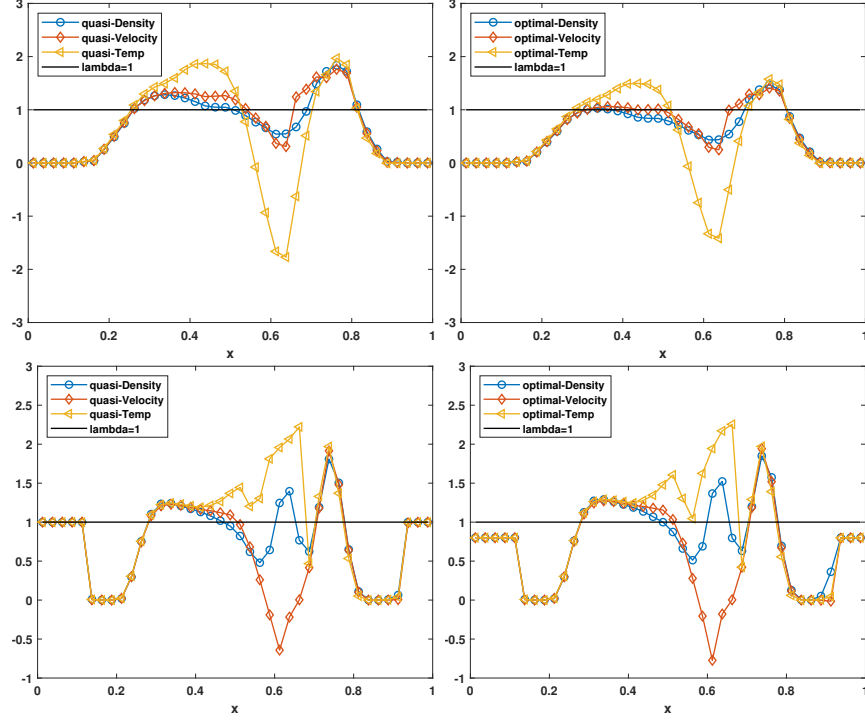 3
2
1
0
-1
-2
-3
quasi-Density
quasi-Velocity
quasi-Temp
lambda=1
0 0.2 0.4 0.6 0.8 1
x
3
2
1
0
-1
-2
-3
optimal-Density
optimal-Velocity
optimal-Temp
lambda=1
0 0.2 0.4 0.6 0.8 1
x
3
2.5
2
1.5
1
0.5
0
0.5
-1
quasi-Density
quasi-Velocity
quasi-Temp
lambda=1
0 0.2 0.4 0.6 0.8 1
x
3
2.5
2
1.5
1
0.5
0
0.5
-1
optimal-Density
optimal-Velocity
optimal-Temp
lambda=1
0 0.2 0.4 0.6 0.8 1
x